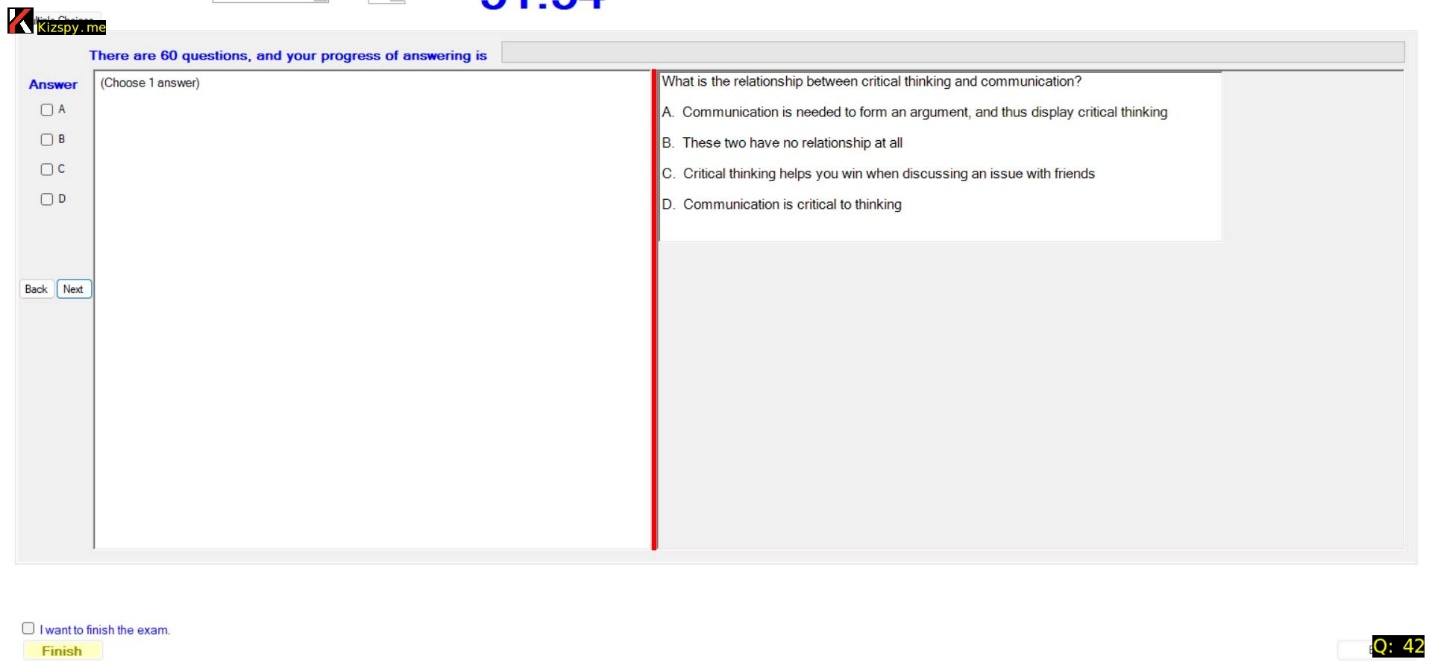 Kizspy.me
There are 60 questions, and your progress of answering is
Answer
(Choose 1 answer)
A
B
C
D
Back
Next
What is the relationship between critical thinking and communication?
A. Communication is needed to form an argument, and thus display critical thinking
B. These two have no relationship at all
C. Critical thinking helps you win when discussing an issue with friends
D. Communication is critical to thinking
I want to finish the exam.
Finish
Q: 42